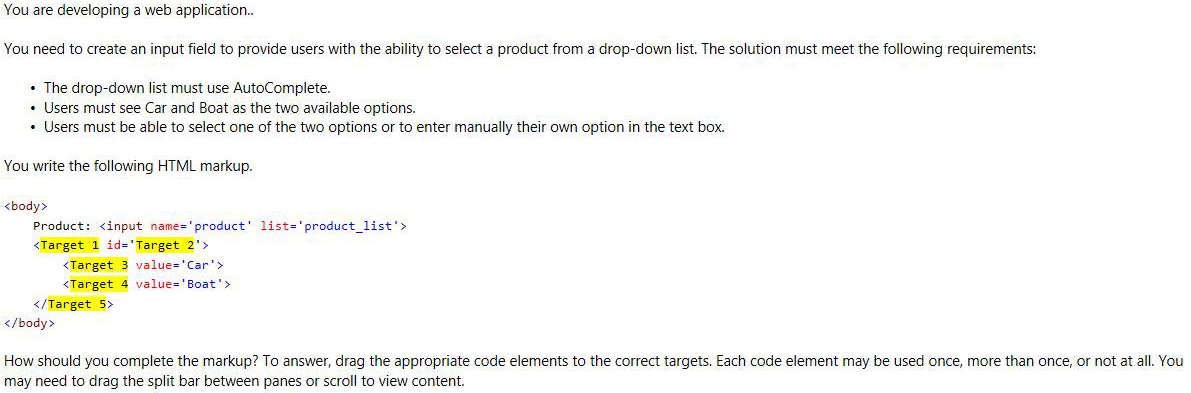 You are developing a web application..
You need to create an input field to provide users with the ability to select a product from a drop-down list. The solution must meet the following requirements:
• The drop-down list must use AutoComplete.
• Users must see Car and Boat as the two available options.
• Users must be able to select one of the two options or to enter manually their own option in the text box.
You write the following HTML markup.
<body>
Product: <input name='product' list='product_list'>
<Target 1 id='Target 2'>
<Target 3 value='Car'>
<Target 4 value='Boat'>
</Target 5>
</body>
How should you complete the markup? To answer, drag the appropriate code elements to the correct targets. Each code element may be used once, more than once, or not at all. You
may need to drag the split bar between panes or scroll to view content.